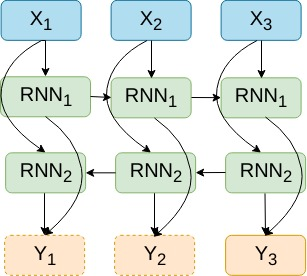 X₁ X₂ X₃
RNN₁ RNN₁ RNN₁
RNN₂ RNN₂ RNN₂
Y₁ Y₂ Y₃